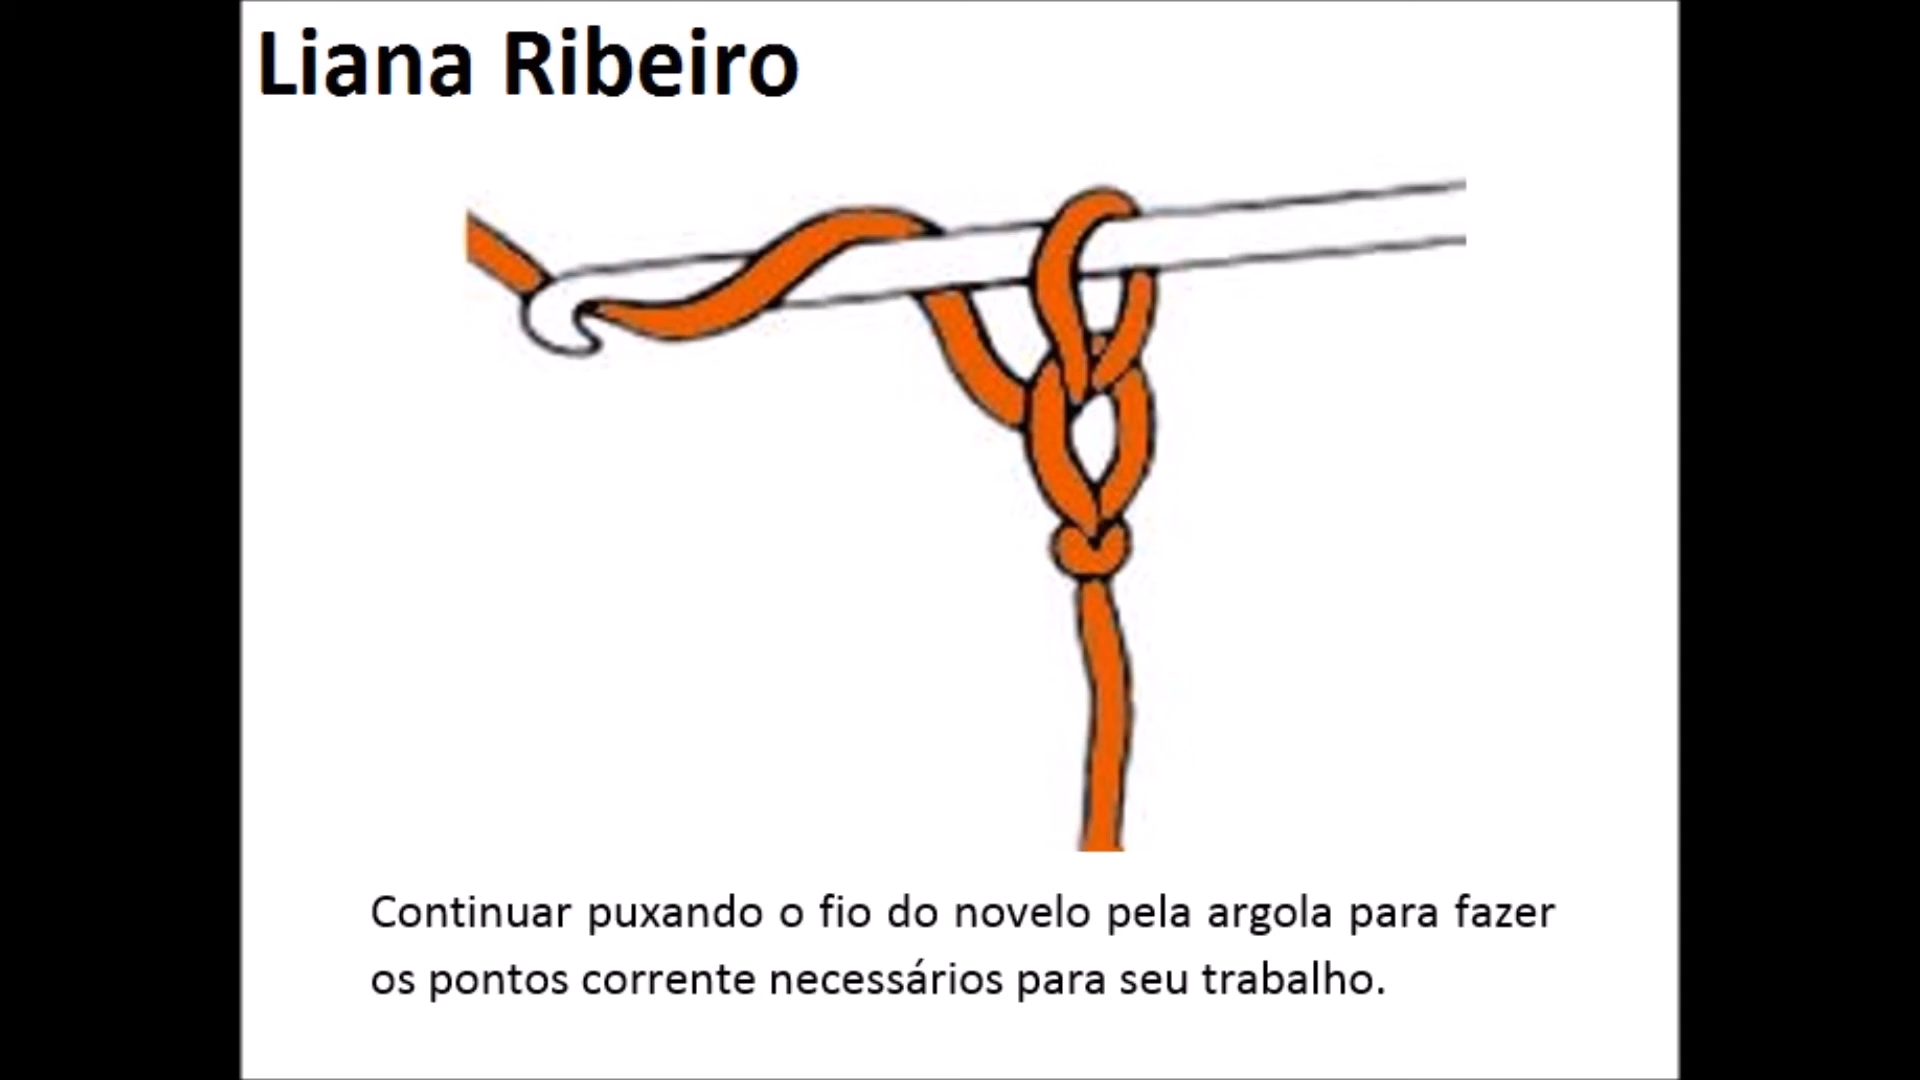 Liana Ribeiro
Continuar puxando o fio do novelo pela argola para fazer
os pontos corrente necessários para seu trabalho.